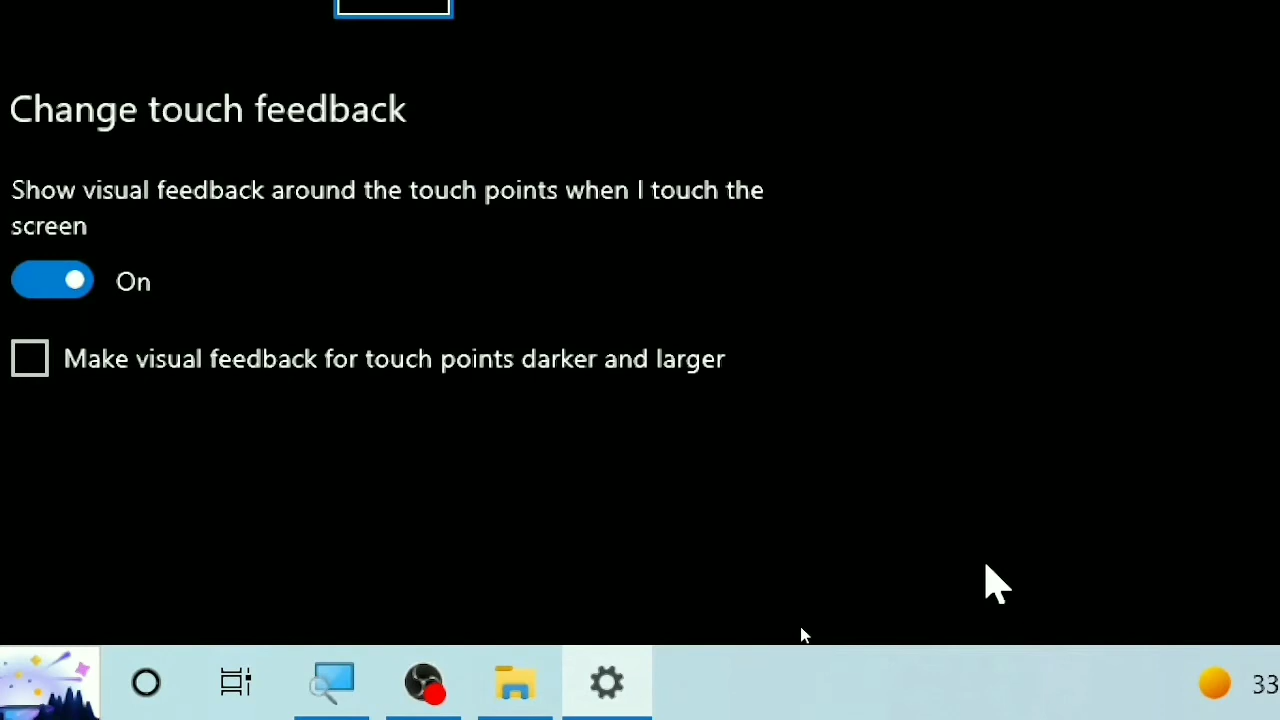 Change touch feedback
Show visual feedback around the touch points when I touch the
screen
On
Make visual feedback for touch points darker and larger
33